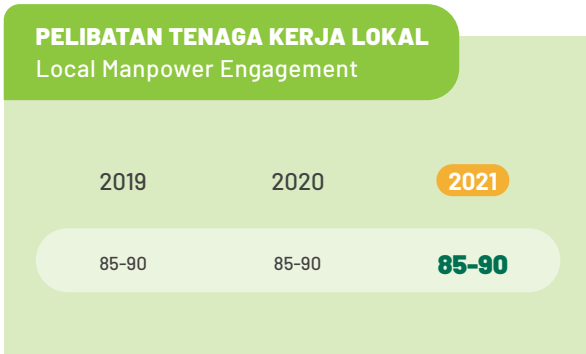 PELIBATAN TENAGA KERJA LOKAL
Local Manpower Engagement
2019 2020 2021
85-90 85-90 85-90